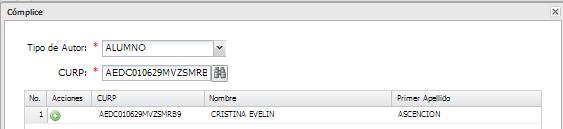 Cómplice
Tipo de Autor: * ALUMNO
CURP: * AEDC010629MVZSMRB
No. Acciones CURP Nombre Primer Apellido
1 AEDC010629MVZSMRB9 CRISTINA EVELIN ASCENCION